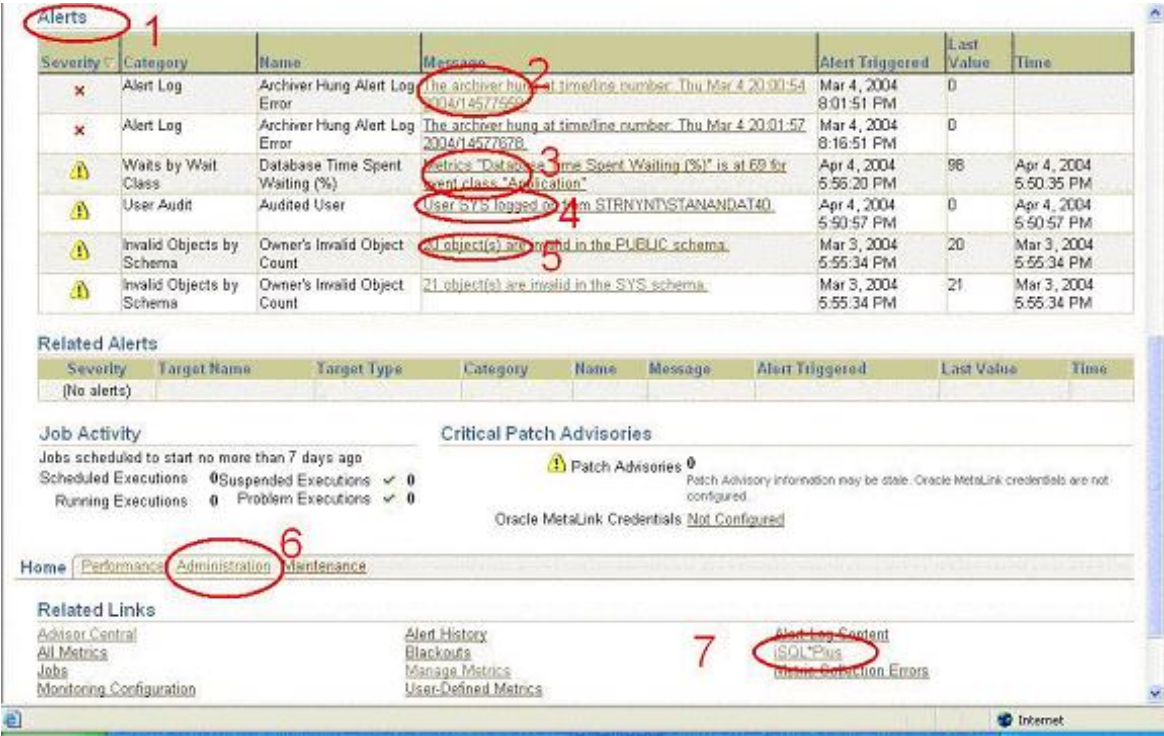 Alerts
1
Severity Category Name Message Alert Triggered Last Value Time
2
Alert Log Archiver Hung Alert Log Error The archiver hung at time/line number: Thu Mar 4 20:00:54 2004/ Mar 4, 2004 8:01:51 PM 0
Alert Log Archiver Hung Alert Log Error The archiver hung at time/line number: Thu Mar 4 20:01:57 2004/14577678. Mar 4, 2004 8:16:51 PM 0
3
Waits by Wait Class Database Time Spent Waiting (%) Metrics "Database Time Spent Waiting (%)" is at 69 for event class "Application" Apr 4, 2004 5:56:20 PM 98 Apr 4, 2004 5:50:35 PM
4
User Audit Audited User User SYS logged on from STRNYNT\STANANDAT40. Apr 4, 2004 5:50:57 PM 0 Apr 4, 2004 5:50:57 PM
5
Invalid Objects by Schema Owner's Invalid Object Count object(s) are invalid in the PUBLIC schema. Mar 3, 2004 5:55:34 PM 20 Mar 3, 2004 5:55:34 PM
Invalid Objects by Schema Owner's Invalid Object Count 21 object(s) are invalid in the SYS schema. Mar 3, 2004 5:55:34 PM 21 Mar 3, 2004 5:55:34 PM
Related Alerts
Severity Target Name Target Type Category Name Message Alert Triggered Last Value Time
(No alerts)
Job Activity
Jobs scheduled to start no more than 7 days ago
Scheduled Executions 0 Suspended Executions 0
Running Executions 0 Problem Executions 0
Critical Patch Advisories
Patch Advisories 0
Patch Advisory information may be stale. Oracle MetaLink credentials are not configured.
Oracle MetaLink Credentials Not Configured
6
Home Performance Administration Maintenance
Related Links
Advisor Central Alert History Alert Log Content
All Metrics Blackouts 7 iSQL*Plus
Jobs Manage Metrics Metric Collection Errors
Monitoring Configuration User-Defined Metrics
Internet